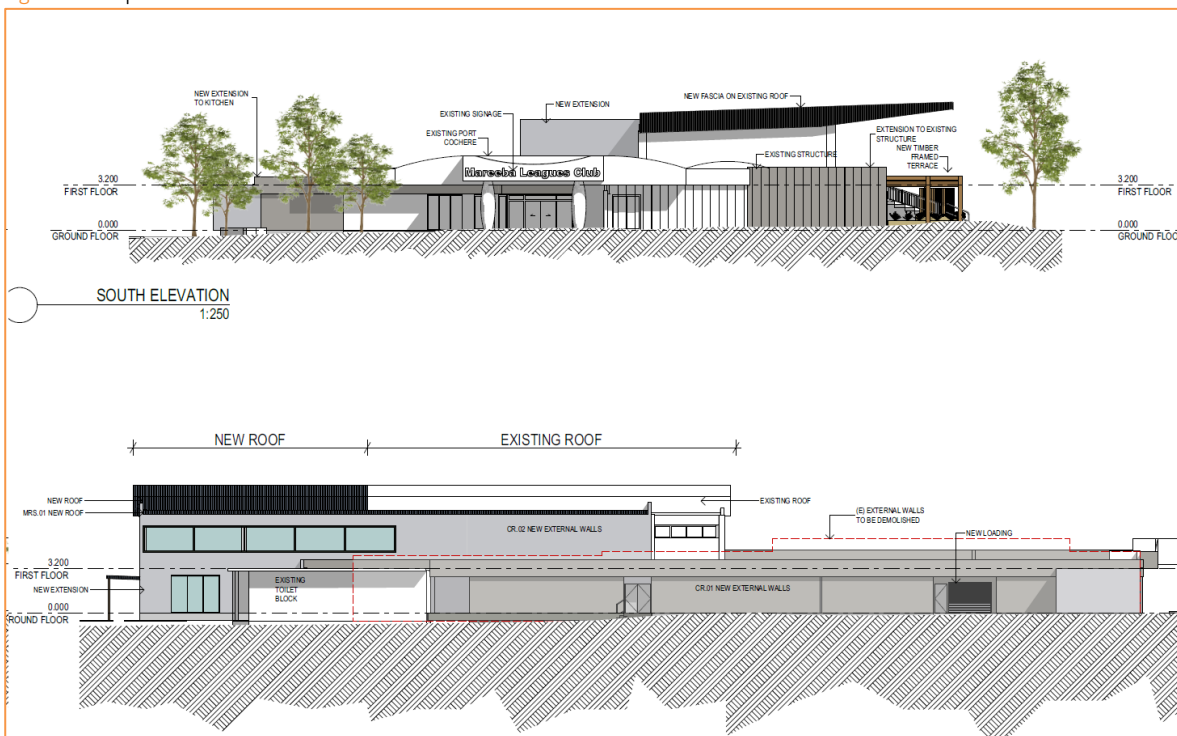 NEW EXTENSION
TO KITCHEN
EXISTING SIGNAGE
NEW EXTENSION
NEW FASCIA ON EXISTING ROOF
EXISTING PORT
COCHERE
EXTENSION TO EXISTING
STRUCTURE
NEW TIMBER
FRAMED
TERRACE
EXISTING STRUCTURE
Mareeba Leagues Club
3.200
FIRST FLOOR
3.200
FIRST FLOOR
0.000
GROUND FLOOR
0.000
GROUND FLOO
SOUTH ELEVATION
1:250
NEW ROOF
EXISTING ROOF
NEW ROOF
MRS.01 NEW ROOF
EXISTING ROOF
CR.02 NEW EXTERNAL WALLS
(E) EXTERNAL WALLS
TO BE DEMOLISHED
NEW LOADING
3.200
FIRST FLOOR
NEW EXTENSION
EXISTING
TOILET
BLOCK
CR.01 NEW EXTERNAL WALLS
0.000
ROUND FLOOR